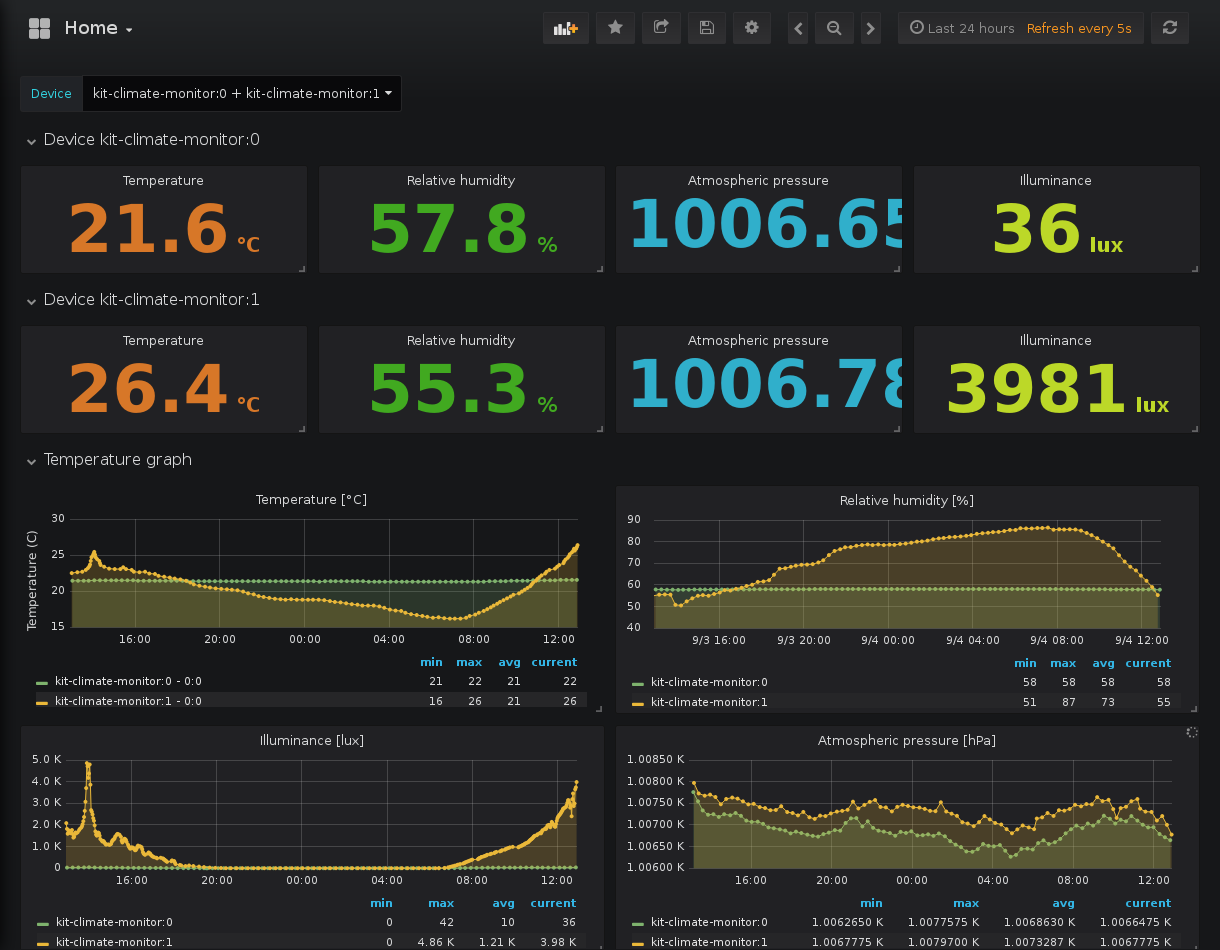 Home
Last 24 hours Refresh every 5s
Device kit-climate-monitor:0 + kit-climate-monitor:1
Device kit-climate-monitor:0
Temperature Relative humidity Atmospheric pressure Illuminance
21.6 °C 57.8 % 1006.65 36 lux
Device kit-climate-monitor:1
Temperature Relative humidity Atmospheric pressure Illuminance
26.4 °C 55.3 % 1006.78 3981 lux
Temperature graph
Temperature [°C]
Temperature (C)
30
25
20
15
16:00 20:00 00:00 04:00 08:00 12:00
min max avg current
kit-climate-monitor:0 - 0:0 21 22 21 22
kit-climate-monitor:1 - 0:0 16 26 21 26
Relative humidity [%]
90
80
70
60
50
40
9/3 16:00 9/3 20:00 9/4 00:00 9/4 04:00 9/4 08:00 9/4 12:00
min max avg current
kit-climate-monitor:0 58 58 58 58
kit-climate-monitor:1 51 87 73 55
Illuminance [lux]
5.0 K
4.0 K
3.0 K
2.0 K
1.0 K
0
16:00 20:00 00:00 04:00 08:00 12:00
min max avg current
kit-climate-monitor:0 0 42 10 36
kit-climate-monitor:1 0 4.86 K 1.21 K 3.98 K
Atmospheric pressure [hPa]
1.00850 K
1.00800 K
1.00750 K
1.00700 K
1.00650 K
1.00600 K
16:00 20:00 00:00 04:00 08:00 12:00
min max avg current
kit-climate-monitor:0 1.0062650 K 1.0077575 K 1.0068630 K 1.0066475 K
kit-climate-monitor:1 1.0067775 K 1.0079700 K 1.0073287 K 1.0067775 K